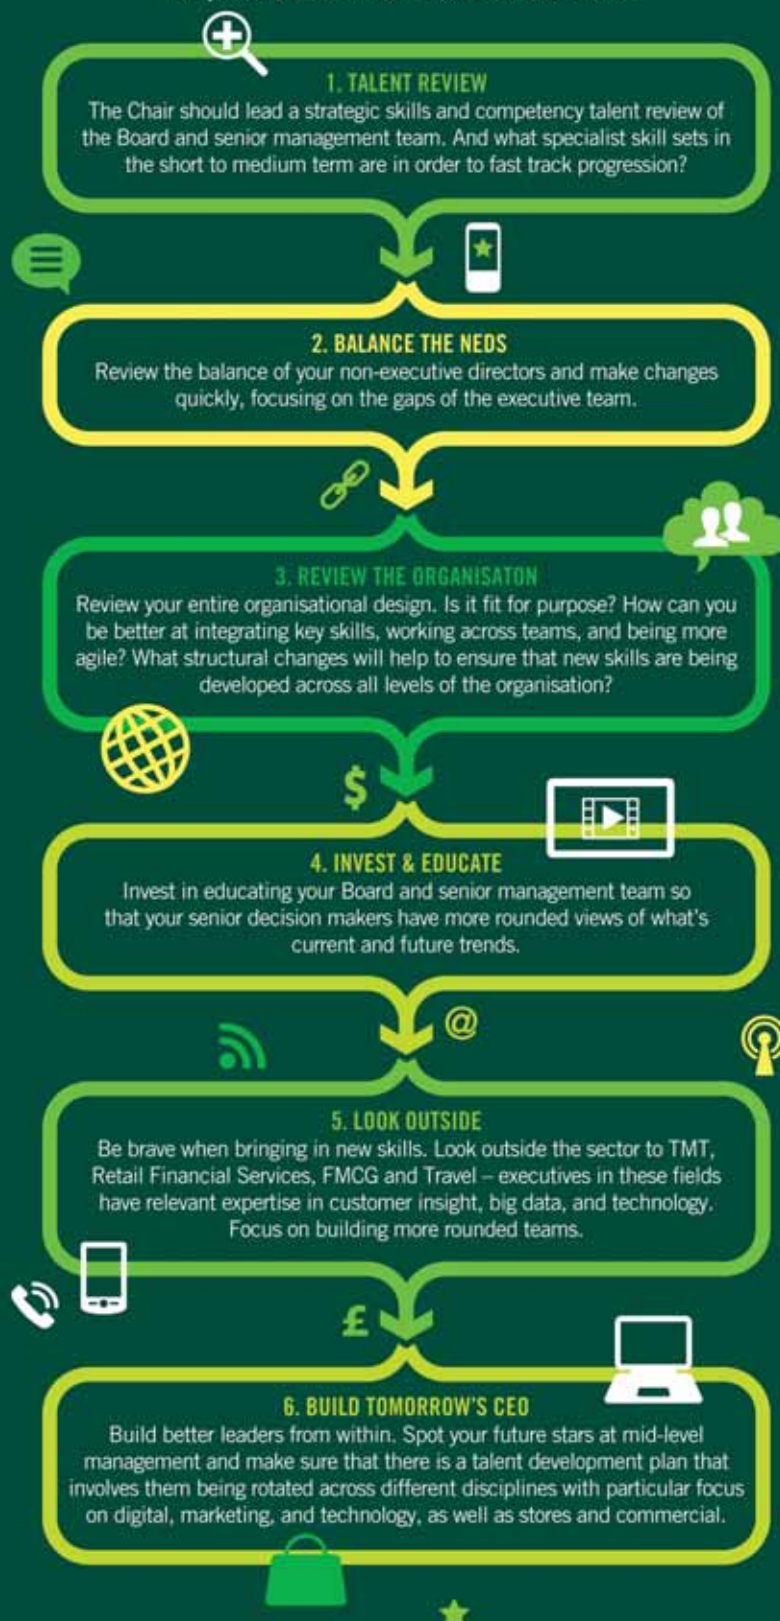 1. TALENT REVIEW
The Chair should lead a strategic skills and competency talent review of
the Board and senior management team. And what specialist skill sets in
the short to medium term are in order to fast track progression?
2. BALANCE THE NEDS
Review the balance of your non-executive directors and make changes
quickly, focusing on the gaps of the executive team.
3. REVIEW THE ORGANISATON
Review your entire organisational design. Is it fit for purpose? How can you
be better at integrating key skills, working across teams, and being more
agile? What structural changes will help to ensure that new skills are being
developed across all levels of the organisation?
$
4. INVEST & EDUCATE
Invest in educating your Board and senior management team so
that your senior decision makers have more rounded views of what's
current and future trends.
@
5. LOOK OUTSIDE
Be brave when bringing in new skills. Look outside the sector to TMT,
Retail Financial Services, FMCG and Travel – executives in these fields
have relevant expertise in customer insight, big data, and technology.
Focus on building more rounded teams.
£
6. BUILD TOMORROW'S CEO
Build better leaders from within. Spot your future stars at mid-level
management and make sure that there is a talent development plan that
involves them being rotated across different disciplines with particular focus
on digital, marketing, and technology, as well as stores and commercial.